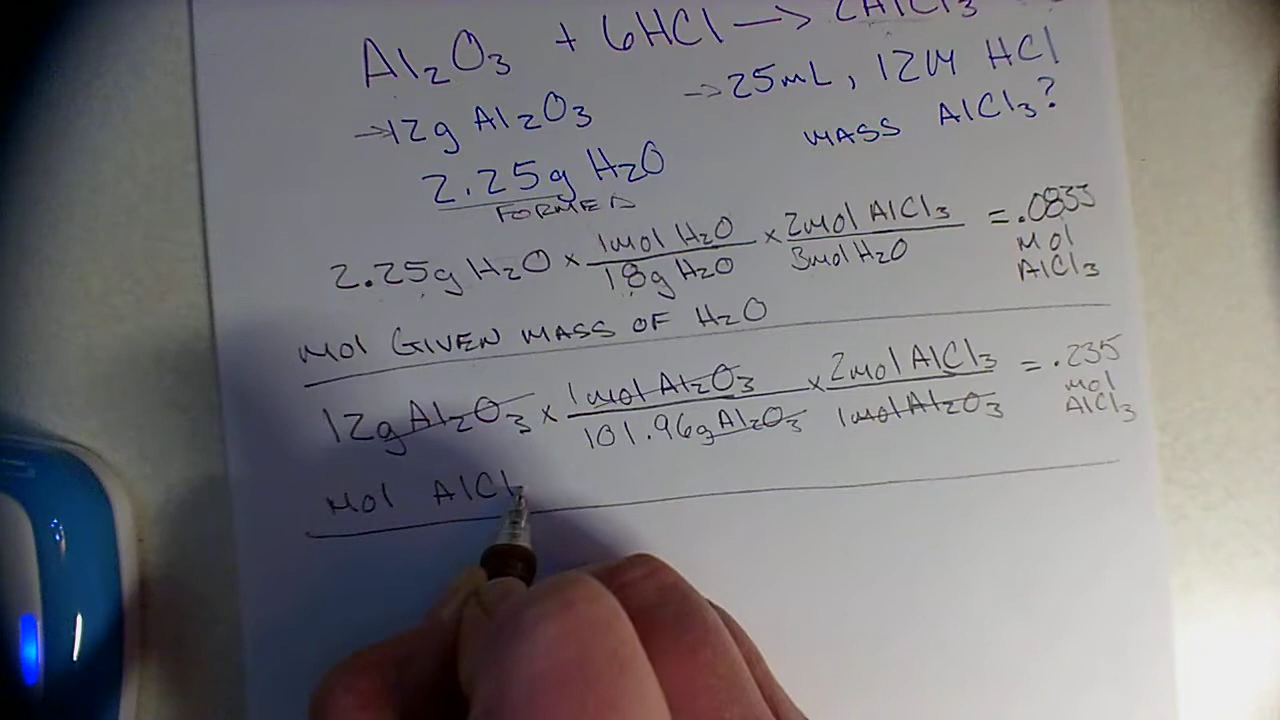 Al₂O₃ + 6HCl → 2AlCl₃
→12g Al₂O₃ →25mL, 12M HCl
2.25g H₂O MASS AlCl₃?
FORMED
2.25g H₂O × 1mol H₂O / 18g H₂O × 2mol AlCl₃ / 3mol H₂O = .0833 mol AlCl₃
mol GIVEN MASS OF H₂O
12g Al₂O₃ × 1mol Al₂O₃ / 101.96g Al₂O₃ × 2mol AlCl₃ / 1mol Al₂O₃ = .235 mol AlCl₃
Mol AlCl